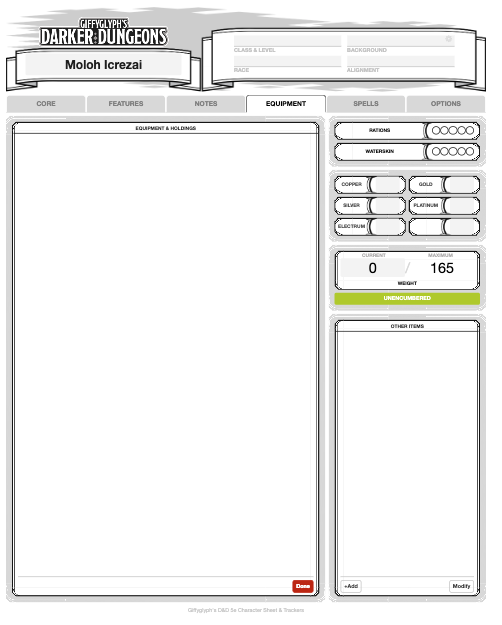 GIFFYGLYPH'S
DARKER DUNGEONS
Moloh Icrezai
CLASS & LEVEL BACKGROUND
RACE ALIGNMENT
CORE FEATURES NOTES EQUIPMENT SPELLS OPTIONS
EQUIPMENT & HOLDINGS
RATIONS
WATERSKIN
COPPER GOLD
SILVER PLATINUM
ELECTRUM
CURRENT MAXIMUM
0 / 165
WEIGHT
UNENCUMBERED
OTHER ITEMS
Done +Add Modify
Giffyglyph's D&D 5e Character Sheet & Trackers